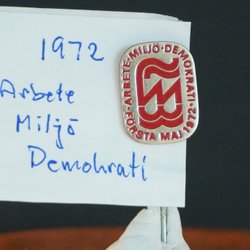 1972
Arbete
Miljö
Demokrati
ARBETE · MILJÖ · DEMOKRATI ·
FÖRSTA MAJ 1972